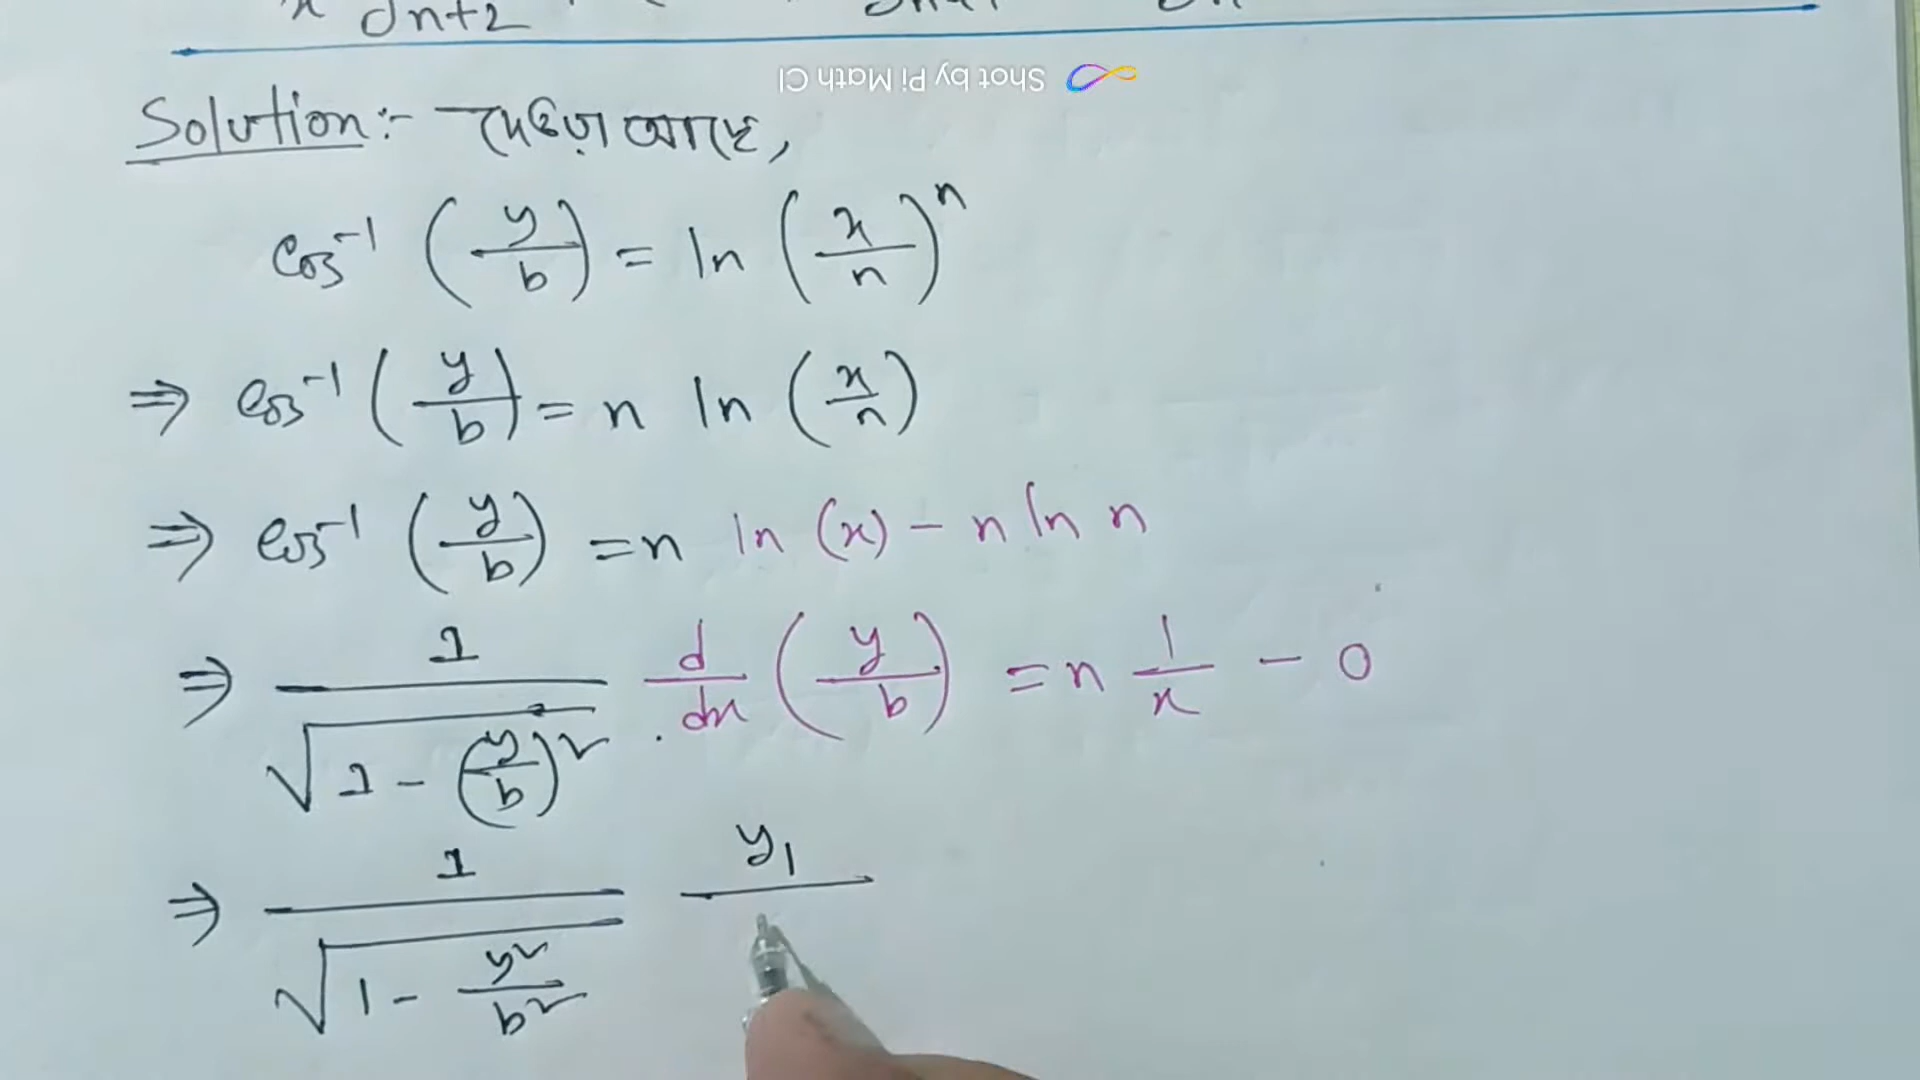 x y n+2
Shot by Pi Math Cl
Solution:- দেওয়া আছে,
cos⁻¹ (y/b) = ln (x/n)ⁿ
⇒ cos⁻¹ (y/b) = n ln (x/n)
⇒ cos⁻¹ (y/b) = n ln (x) - n ln n
⇒ 1/√(1 - (y/b)²) . d/dx (y/b) = n 1/x - 0
⇒ 1/√(1 - y²/b²) y₁